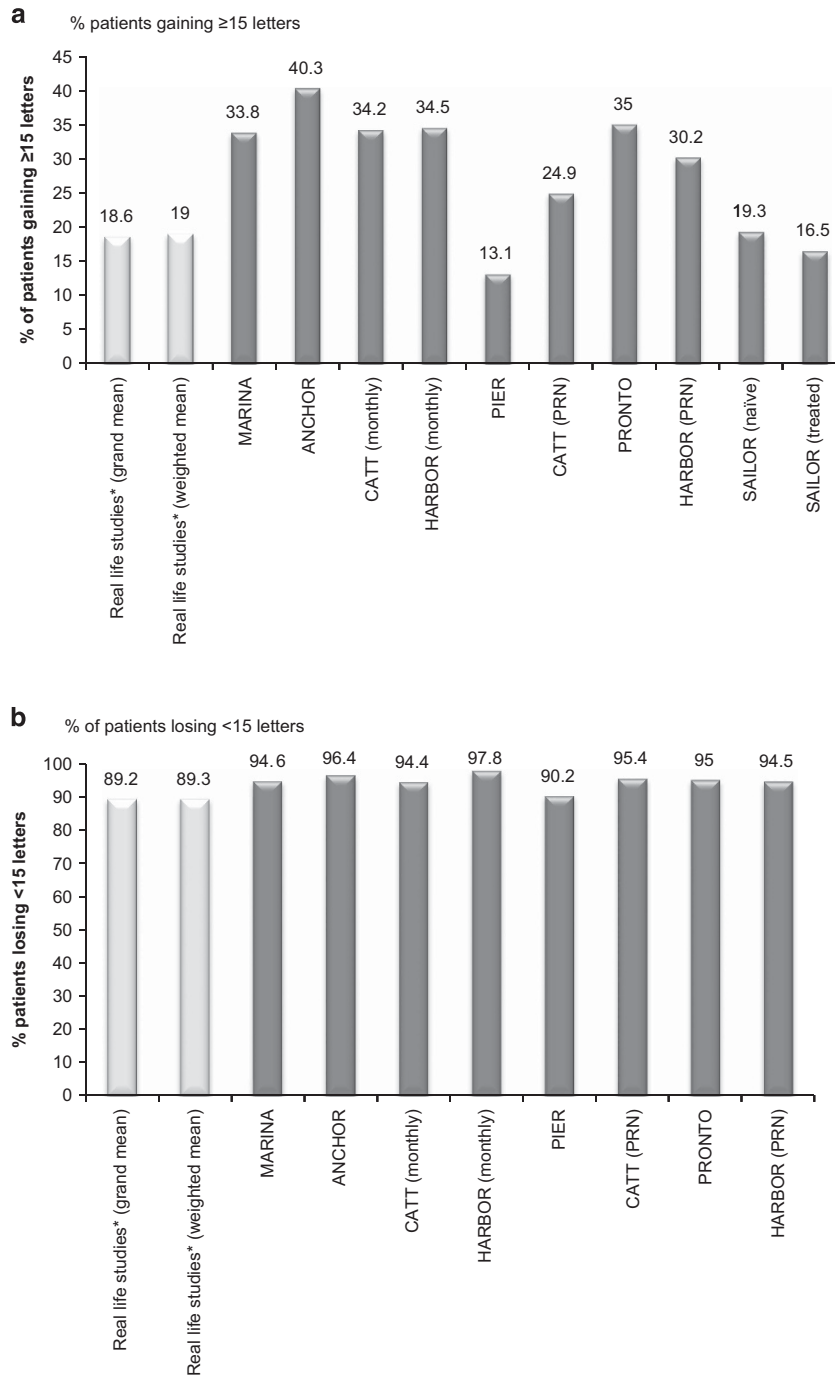 a
% patients gaining ≥15 letters
% of patients gaining ≥15 letters
45
40
35
30
25
20
15
10
5
0
18.6
19
33.8
40.3
34.2
34.5
13.1
24.9
35
30.2
19.3
16.5
Real life studies* (grand mean)
Real life studies* (weighted mean)
MARINA
ANCHOR
CATT (monthly)
HARBOR (monthly)
PIER
CATT (PRN)
PRONTO
HARBOR (PRN)
SAILOR (naïve)
SAILOR (treated)
b
% of patients losing <15 letters
% patients losing <15 letters
100
90
80
70
60
50
40
30
20
10
0
89.2
89.3
94.6
96.4
94.4
97.8
90.2
95.4
95
94.5
Real life studies* (grand mean)
Real life studies* (weighted mean)
MARINA
ANCHOR
CATT (monthly)
HARBOR (monthly)
PIER
CATT (PRN)
PRONTO
HARBOR (PRN)